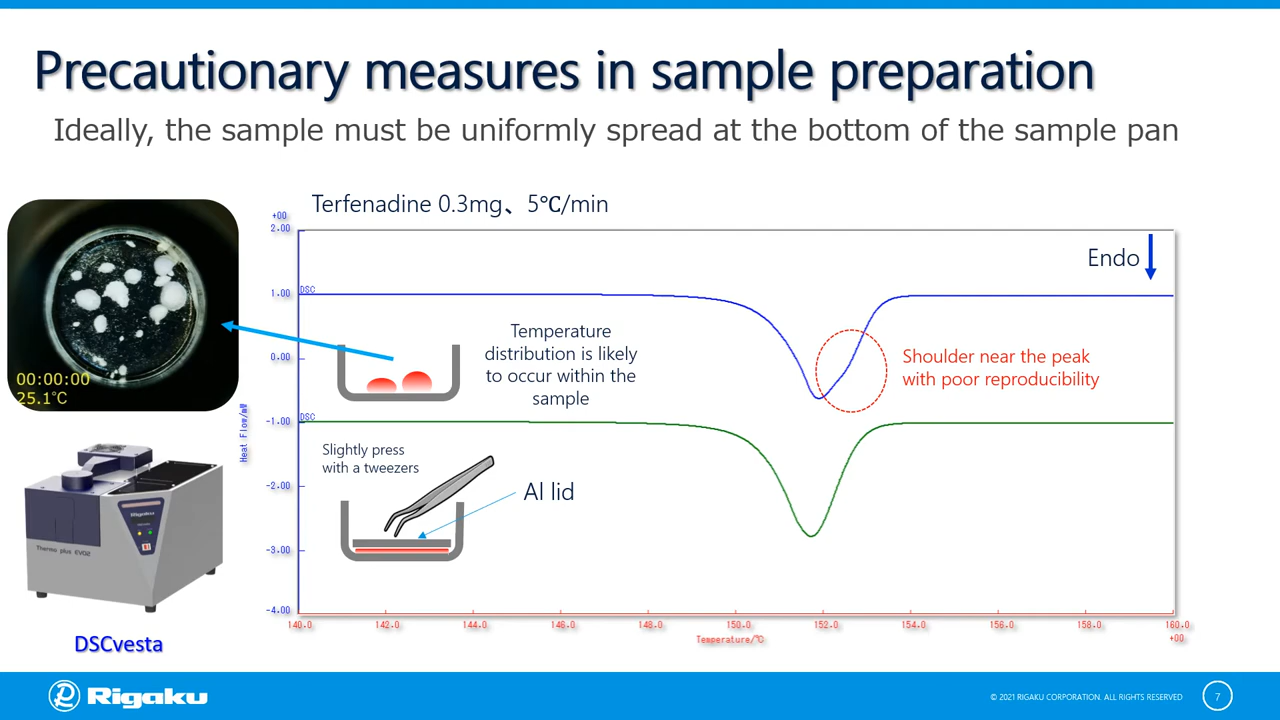 Precautionary measures in sample preparation
Ideally, the sample must be uniformly spread at the bottom of the sample pan
Terfenadine 0.3mg、5℃/min
+00
2.00
1.00
0.00
-1.00
-2.00
-3.00
-4.00
Heat Flow/mW
DSC
DSC
Endo
Temperature
distribution is likely
to occur within the
sample
Shoulder near the peak
with poor reproducibility
Slightly press
with a tweezers
Al lid
140.0
142.0
144.0
146.0
148.0
150.0
152.0
154.0
156.0
158.0
160.0
+00
Temperature/℃
00:00:00
25.1°C
Rigaku
Thermo plus EVO2
DSCvesta
Rigaku
© 2021 RIGAKU CORPORATION. ALL RIGHTS RESERVED
7